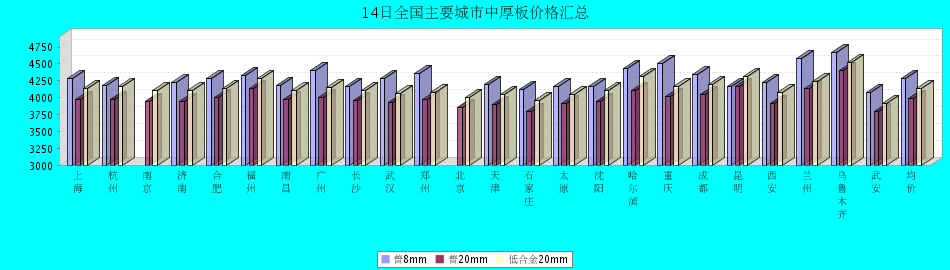 14日全国主要城市中厚板价格汇总
4750
4500
4250
4000
3750
3500
3250
3000
上海
杭州
南京
济南
合肥
福州
南昌
广州
长沙
武汉
郑州
北京
天津
石家庄
太原
沈阳
哈尔滨
重庆
成都
昆明
西安
兰州
乌鲁木齐
武安
均价
普8mm 普20mm 低合金20mm